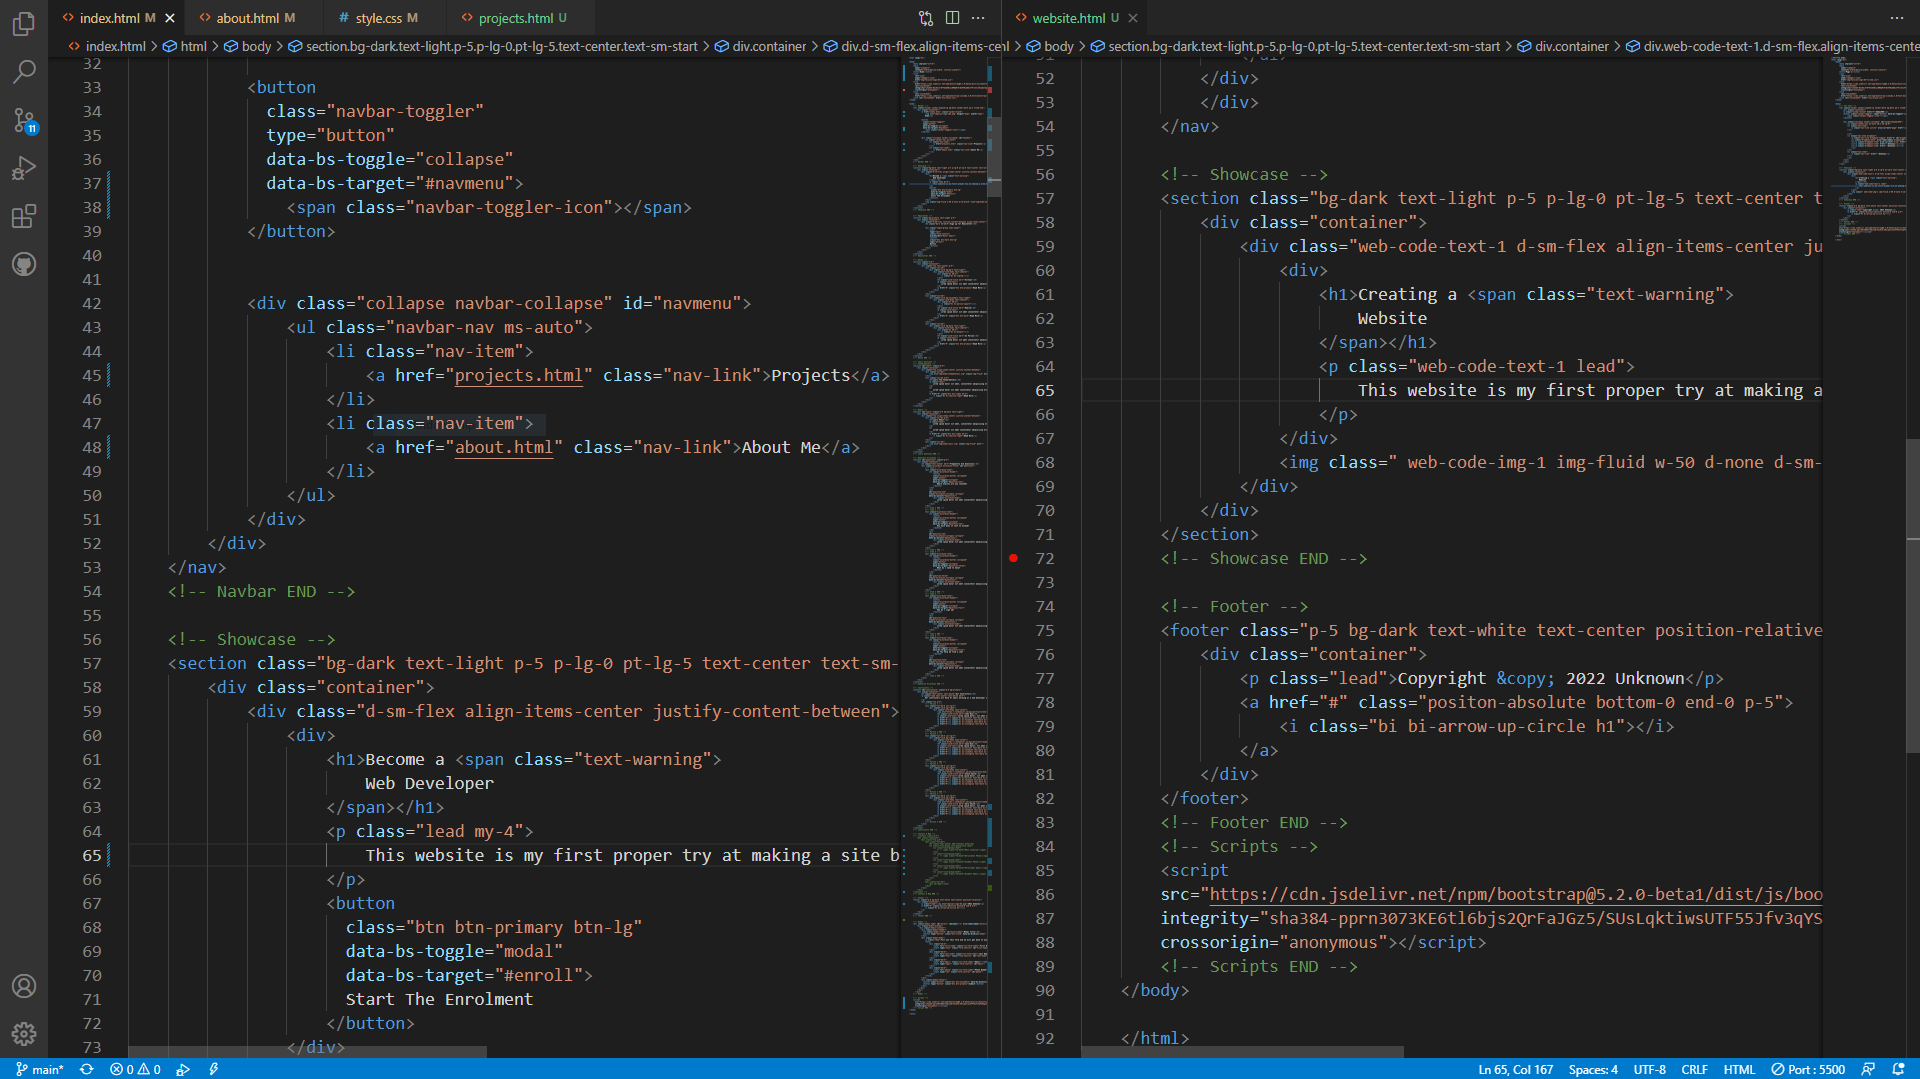 index.html M
about.html M
style.css M
projects.html U
website.html U
index.html > html > body > section.bg-dark.text-light.p-5.p-lg-0.pt-lg-5.text-center.text-sm-start > div.container > div.d-sm-flex.align-items-cen
body > section.bg-dark.text-light.p-5.p-lg-0.pt-lg-5.text-center.text-sm-start > div.container > div.web-code-text-1.d-sm-flex.align-items-cente
11
32
33 <button
34 class="navbar-toggler"
35 type="button"
36 data-bs-toggle="collapse"
37 data-bs-target="#navmenu">
38 <span class="navbar-toggler-icon"></span>
39 </button>
40
41
42 <div class="collapse navbar-collapse" id="navmenu">
43 <ul class="navbar-nav ms-auto">
44 <li class="nav-item">
45 <a href="projects.html" class="nav-link">Projects</a>
46 </li>
47 <li class="nav-item">
48 <a href="about.html" class="nav-link">About Me</a>
49 </li>
50 </ul>
51 </div>
52 </div>
53 </nav>
54 <!-- Navbar END -->
55
56 <!-- Showcase -->
57 <section class="bg-dark text-light p-5 p-lg-0 pt-lg-5 text-center text-sm-
58 <div class="container">
59 <div class="d-sm-flex align-items-center justify-content-between">
60 <div>
61 <h1>Become a <span class="text-warning">
62 Web Developer
63 </span></h1>
64 <p class="lead my-4">
65 This website is my first proper try at making a site b
66 </p>
67 <button
68 class="btn btn-primary btn-lg"
69 data-bs-toggle="modal"
70 data-bs-target="#enroll">
71 Start The Enrolment
72 </button>
73 </div>
51 </ul>
52 </div>
53 </div>
54 </nav>
55
56 <!-- Showcase -->
57 <section class="bg-dark text-light p-5 p-lg-0 pt-lg-5 text-center t
58 <div class="container">
59 <div class="web-code-text-1 d-sm-flex align-items-center ju
60 <div>
61 <h1>Creating a <span class="text-warning">
62 Website
63 </span></h1>
64 <p class="web-code-text-1 lead">
65 This website is my first proper try at making a
66 </p>
67 </div>
68 <img class=" web-code-img-1 img-fluid w-50 d-none d-sm-
69 </div>
70 </div>
71 </section>
72 <!-- Showcase END -->
73
74 <!-- Footer -->
75 <footer class="p-5 bg-dark text-white text-center position-relative
76 <div class="container">
77 <p class="lead">Copyright &copy; 2022 Unknown</p>
78 <a href="#" class="positon-absolute bottom-0 end-0 p-5">
79 <i class="bi bi-arrow-up-circle h1"></i>
80 </a>
81 </div>
82 </footer>
83 <!-- Footer END -->
84 <!-- Scripts -->
85 <script
86 src="https://cdn.jsdelivr.net/npm/bootstrap@5.2.0-beta1/dist/js/boo
87 integrity="sha384-pprn3073KE6tl6bjs2QrFaJGz5/SUsLqktiwsUTF55Jfv3qYS
88 crossorigin="anonymous"></script>
89 <!-- Scripts END -->
90 </body>
91
92 </html>
main* 0 0 Ln 65, Col 167 Spaces: 4 UTF-8 CRLF HTML Port : 5500